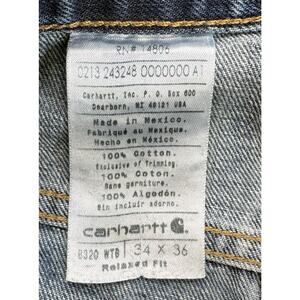 RN# 14806
0213 243248 0000000 A1
Carhartt, Inc. P. O. Box 600
Dearborn, MI 48121 USA
Made in Mexico.
Fabriqué au Mexique.
Hecho en México.
100% Cotton.
Exclusive of Trimming.
100% Coton.
Sans garniture.
100% Algodón.
Sin incluir adorno.
carhartt
B320 WTB 34 X 36
Relaxed Fit